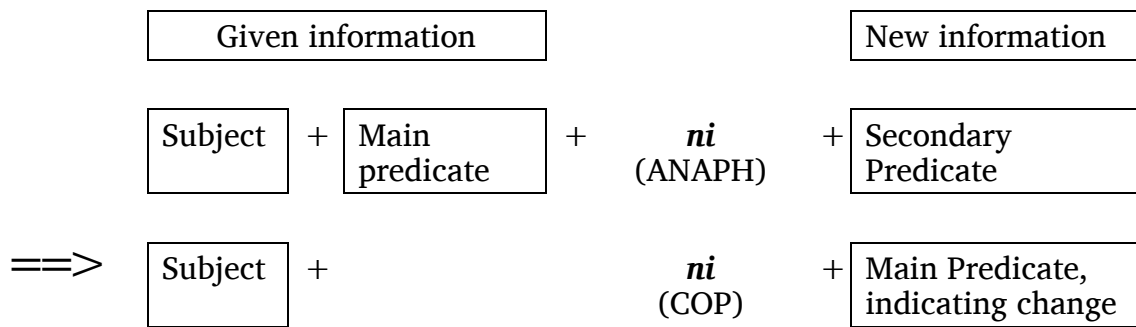 Given information New information
Subject + Main predicate + ni (ANAPH) + Secondary Predicate
==> Subject + ni (COP) + Main Predicate, indicating change